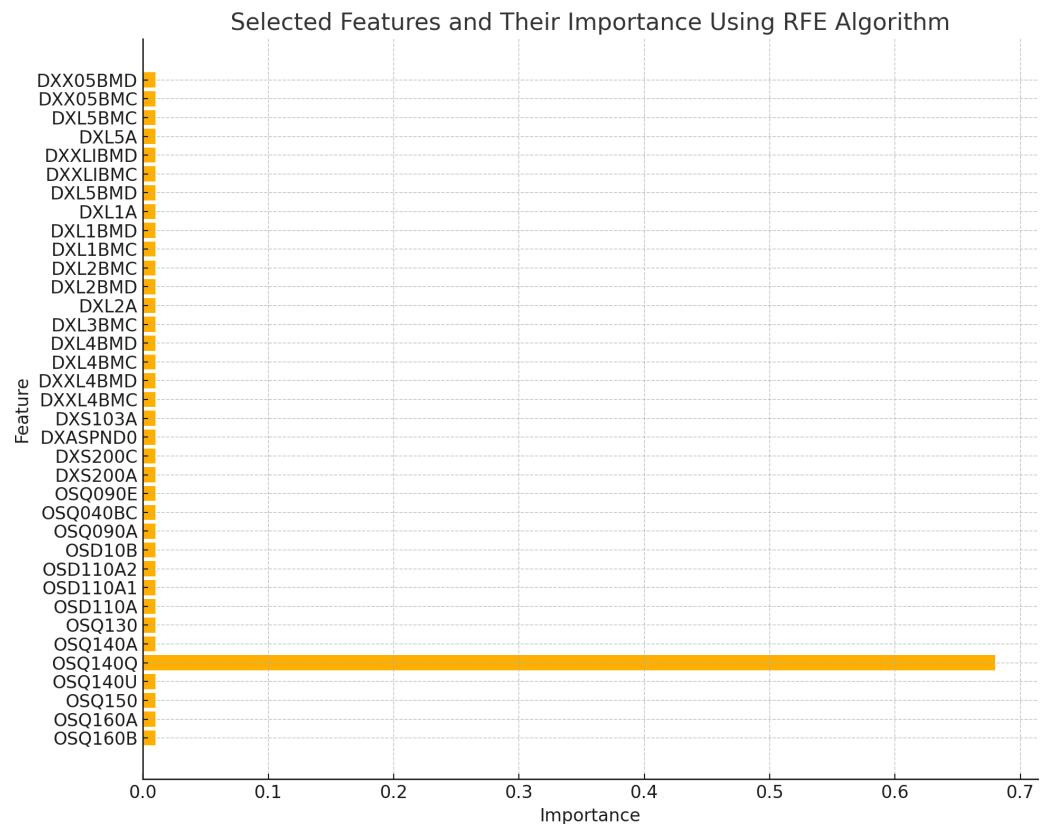 Selected Features and Their Importance Using RFE Algorithm
DXX05BMD
DXX05BMC
DXL5BMC
DXL5A
DXXLIBMD
DXXLIBMC
DXL5BMD
DXL1A
DXL1BMD
DXL1BMC
DXL2BMC
DXL2BMD
DXL2A
DXL3BMC
DXL4BMD
DXL4BMC
DXXL4BMD
DXXL4BMC
DXS103A
DXASPND0
DXS200C
DXS200A
OSQ090E
OSQ040BC
OSQ090A
OSD10B
OSD110A2
OSD110A1
OSD110A
OSQ130
OSQ140A
OSQ140Q
OSQ140U
OSQ150
OSQ160A
OSQ160B
Feature
0.0 0.1 0.2 0.3 0.4 0.5 0.6 0.7
Importance